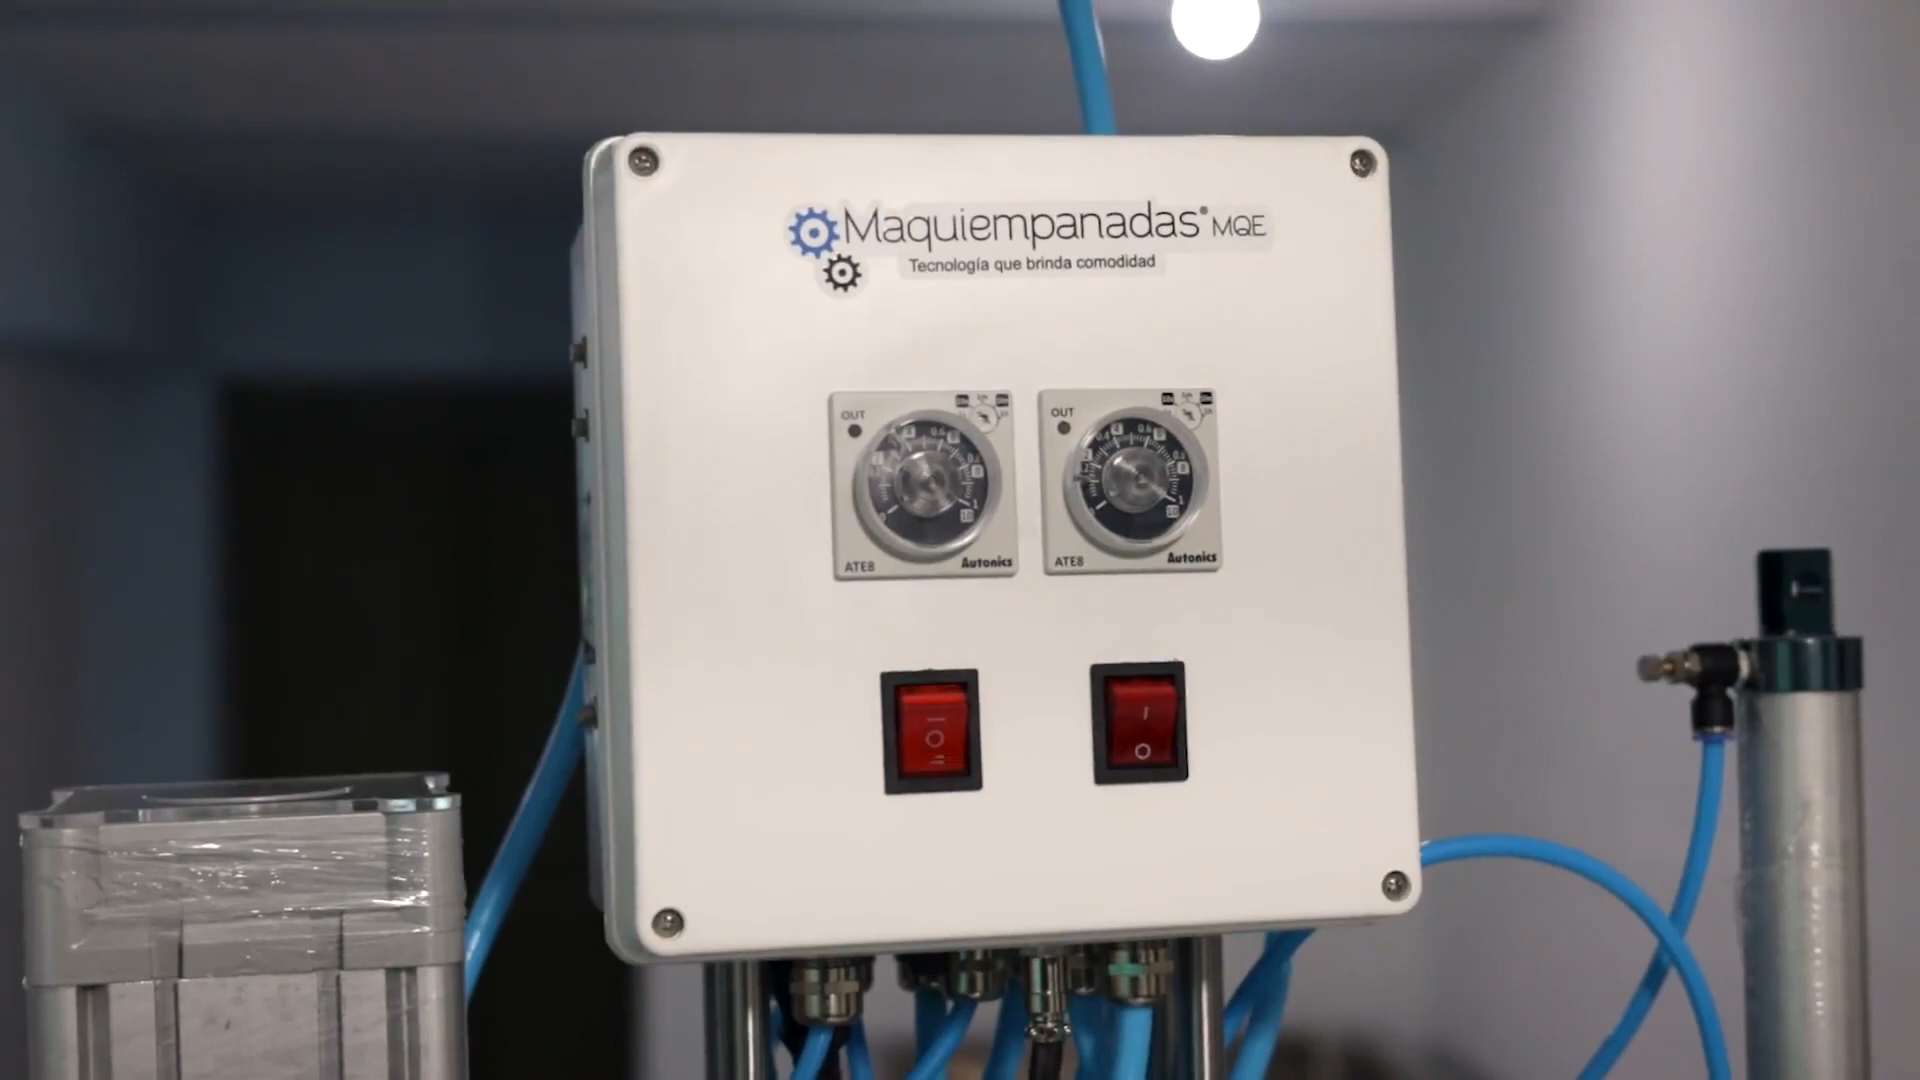 Maquiempanadas® MQE
Tecnología que brinda comodidad
OUT
OUT
ATE8 Autonics
ATE8 Autonics